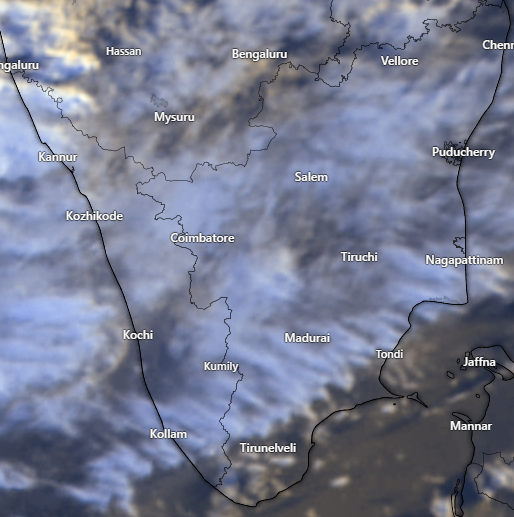 Hassan
Bengaluru
Chenn
ngaluru
Vellore
Mysuru
Kannur
Puducherry
Salem
Kozhikode
Coimbatore
Tiruchi
Nagapattinam
Kochi
Madurai
Tondi
Jaffna
Kumily
Mannar
Kollam
Tirunelveli